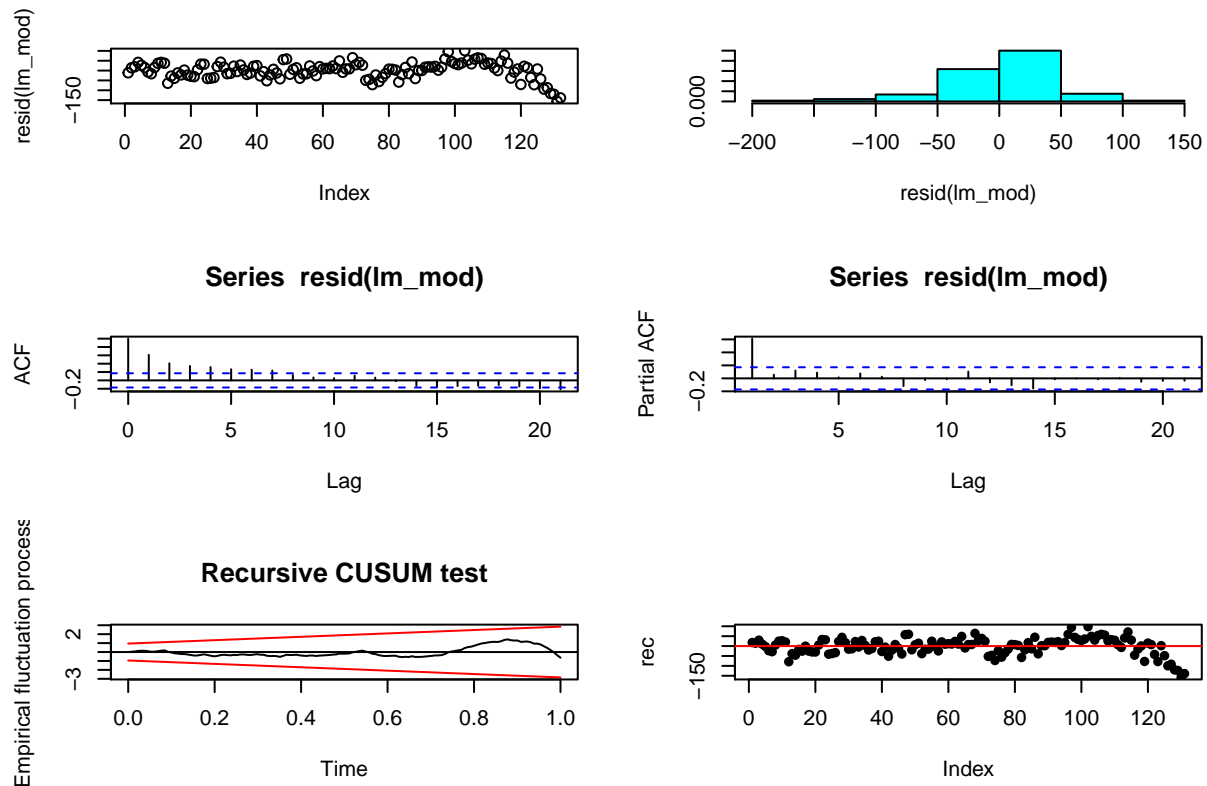 resid(lm_mod)
−150
0 20 40 60 80 100 120
Index
0.000
−200 −100 −50 0 50 100 150
resid(lm_mod)
Series resid(lm_mod)
ACF
−0.2
0 5 10 15 20
Lag
Series resid(lm_mod)
Partial ACF
−0.2
5 10 15 20
Lag
Recursive CUSUM test
Empirical fluctuation process
2
−3
0.0 0.2 0.4 0.6 0.8 1.0
Time
rec
−150
0 20 40 60 80 100 120
Index